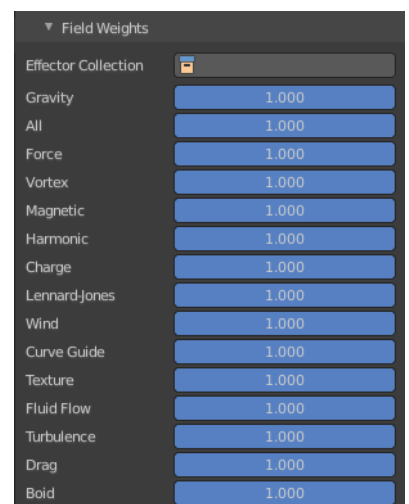 Field Weights
Effector Collection
Gravity 1.000
All 1.000
Force 1.000
Vortex 1.000
Magnetic 1.000
Harmonic 1.000
Charge 1.000
Lennard-Jones 1.000
Wind 1.000
Curve Guide 1.000
Texture 1.000
Fluid Flow 1.000
Turbulence 1.000
Drag 1.000
Boid 1.000